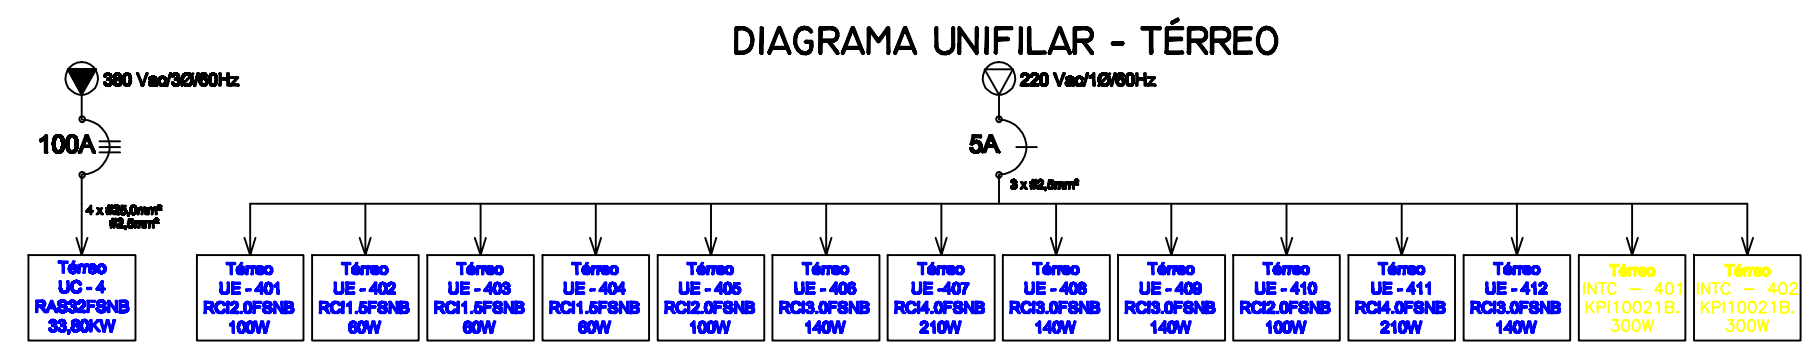 DIAGRAMA UNIFILAR - TÉRREO
380 Vac/3Ø/60Hz
220 Vac/1Ø/60Hz
100A
5A
4 x #25,0mm²
#2,5mm²
3 x #2,5mm²
Térreo
UC - 4
RAS32FSNB
33,80KW
Térreo
UE - 401
RCI2.0FSNB
100W
Térreo
UE - 402
RCI1.5FSNB
60W
Térreo
UE - 403
RCI1.5FSNB
60W
Térreo
UE - 404
RCI1.5FSNB
60W
Térreo
UE - 405
RCI2.0FSNB
100W
Térreo
UE - 406
RCI3.0FSNB
140W
Térreo
UE -407
RCI4.0FSNB
210W
Térreo
UE - 408
RCI3.0FSNB
140W
Térreo
UE - 409
RCI3.0FSNB
140W
Térreo
UE - 410
RCI2.0FSNB
100W
Térreo
UE - 411
RCI4.0FSNB
210W
Térreo
UE - 412
RCI3.0FSNB
140W
Térreo
INTC - 401
KPI10021B.
300W
Térreo
INTC - 402
KPI10021B.
300W